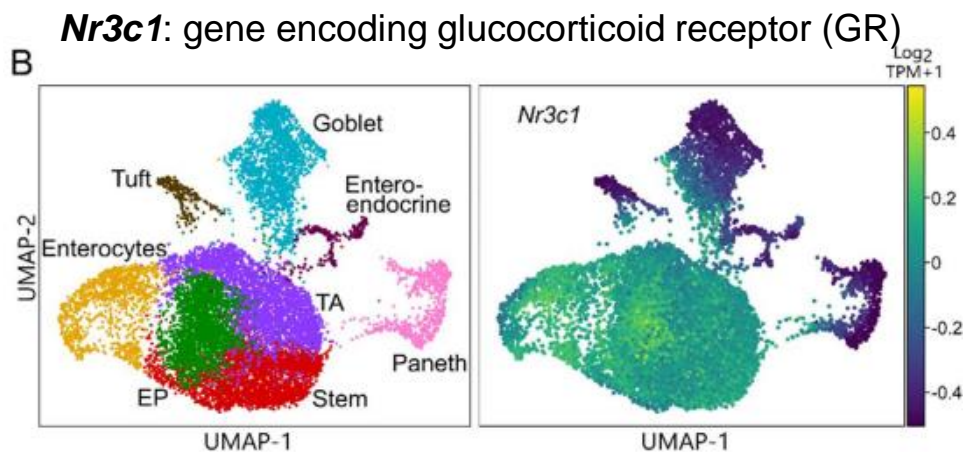 Nr3c1: gene encoding glucocorticoid receptor (GR)
B
Log2
TPM+1
Goblet
Tuft
Entero-
endocrine
Enterocytes
TA
Paneth
EP
Stem
UMAP-2
UMAP-1
Nr3c1
0.4
0.2
0
-0.2
-0.4
UMAP-1